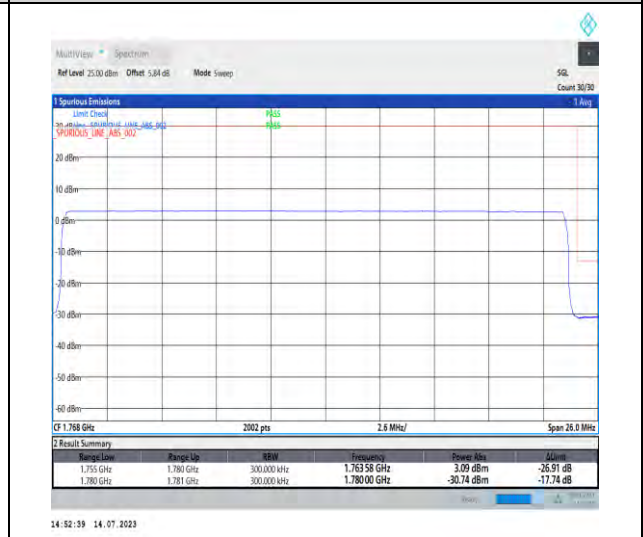 MultiView Spectrum
Ref Level 25.00 dBm Offset 5.84 dB Mode Sweep SGL
Count 30/30
1 Spurious Emissions 1 Avg
Limit Check PASS
SPURIOUS_LINE_ABS_002 PASS
SPURIOUS_LINE_ABS_002
20 dBm
10 dBm
0 dBm
-10 dBm
-20 dBm
-30 dBm
-40 dBm
-50 dBm
-60 dBm
CF 1.768 GHz 2002 pts 2.6 MHz/ Span 26.0 MHz
2 Result Summary
Range Low Range Up RBW Frequency Power Abs ΔLimit
1.755 GHz 1.780 GHz 300.000 kHz 1.763 58 GHz 3.09 dBm -26.91 dB
1.780 GHz 1.781 GHz 300.000 kHz 1.780 00 GHz -30.74 dBm -17.74 dB
Ready
14:52:39 14.07.2023